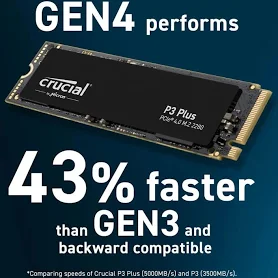 GEN4 performs
crucial
by Micron
P3 Plus
PCIe® 4.0 M.2 2280
43% faster
than GEN3 and
backward compatible
*Comparing speeds of Crucial P3 Plus (5000MB/s) and P3 (3500MB/s).